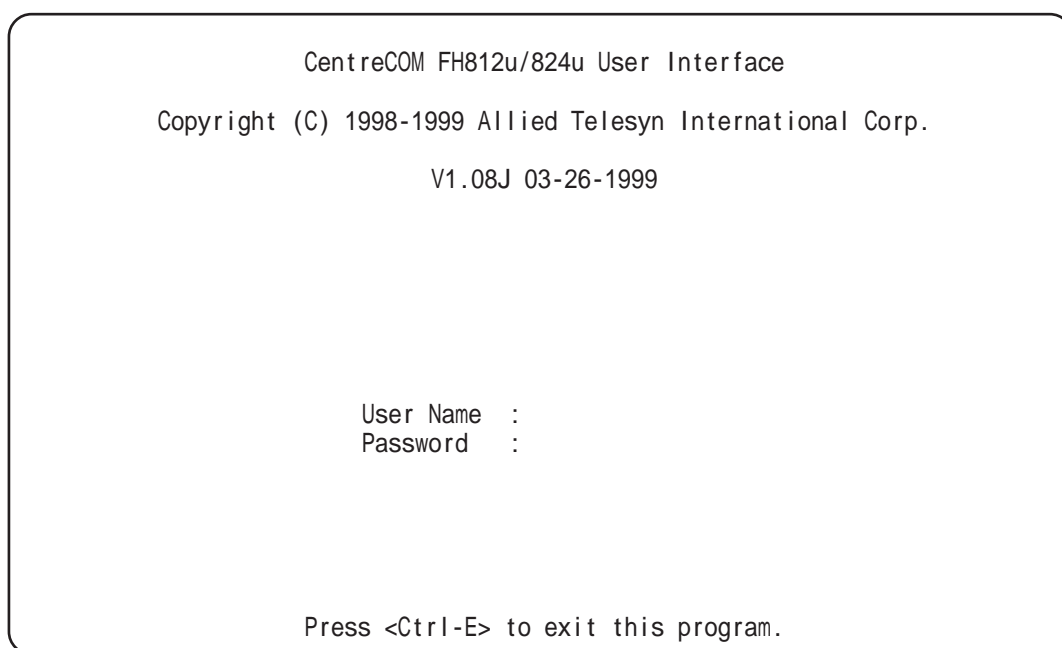 CentreCOM FH812u/824u User Interface
Copyright (C) 1998-1999 Allied Telesyn International Corp.
V1.08J 03-26-1999
User Name :
Password :
Press <Ctrl-E> to exit this program.